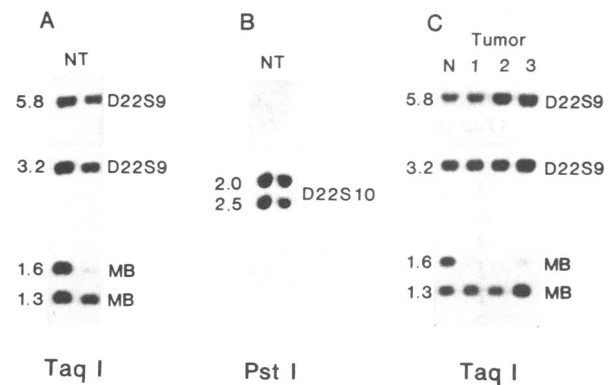 A
NT
5.8 D22S9
3.2 D22S9
1.6 MB
1.3 MB
Taq I
B
NT
2.0
2.5
D22S10
Pst I
C
Tumor
N 1 2 3
5.8 D22S9
3.2 D22S9
1.6 MB
1.3 MB
Taq I